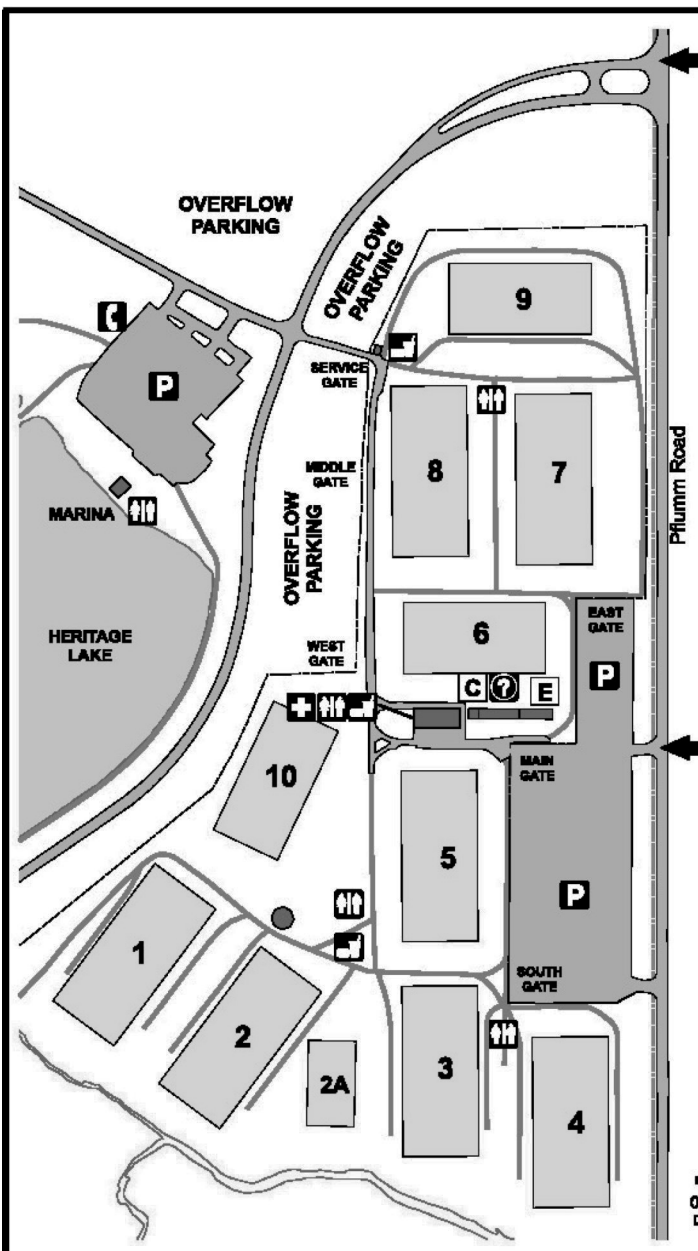 OVERFLOW
PARKING
OVERFLOW
PARKING
9
SERVICE
GATE
P
8
7
MIDDLE
GATE
OVERFLOW
PARKING
MARINA
Pflumm Road
HERITAGE
LAKE
6
EAST
GATE
WEST
GATE
C
?
E
P
10
MAIN
GATE
5
P
1
SOUTH
GATE
2
3
2A
4